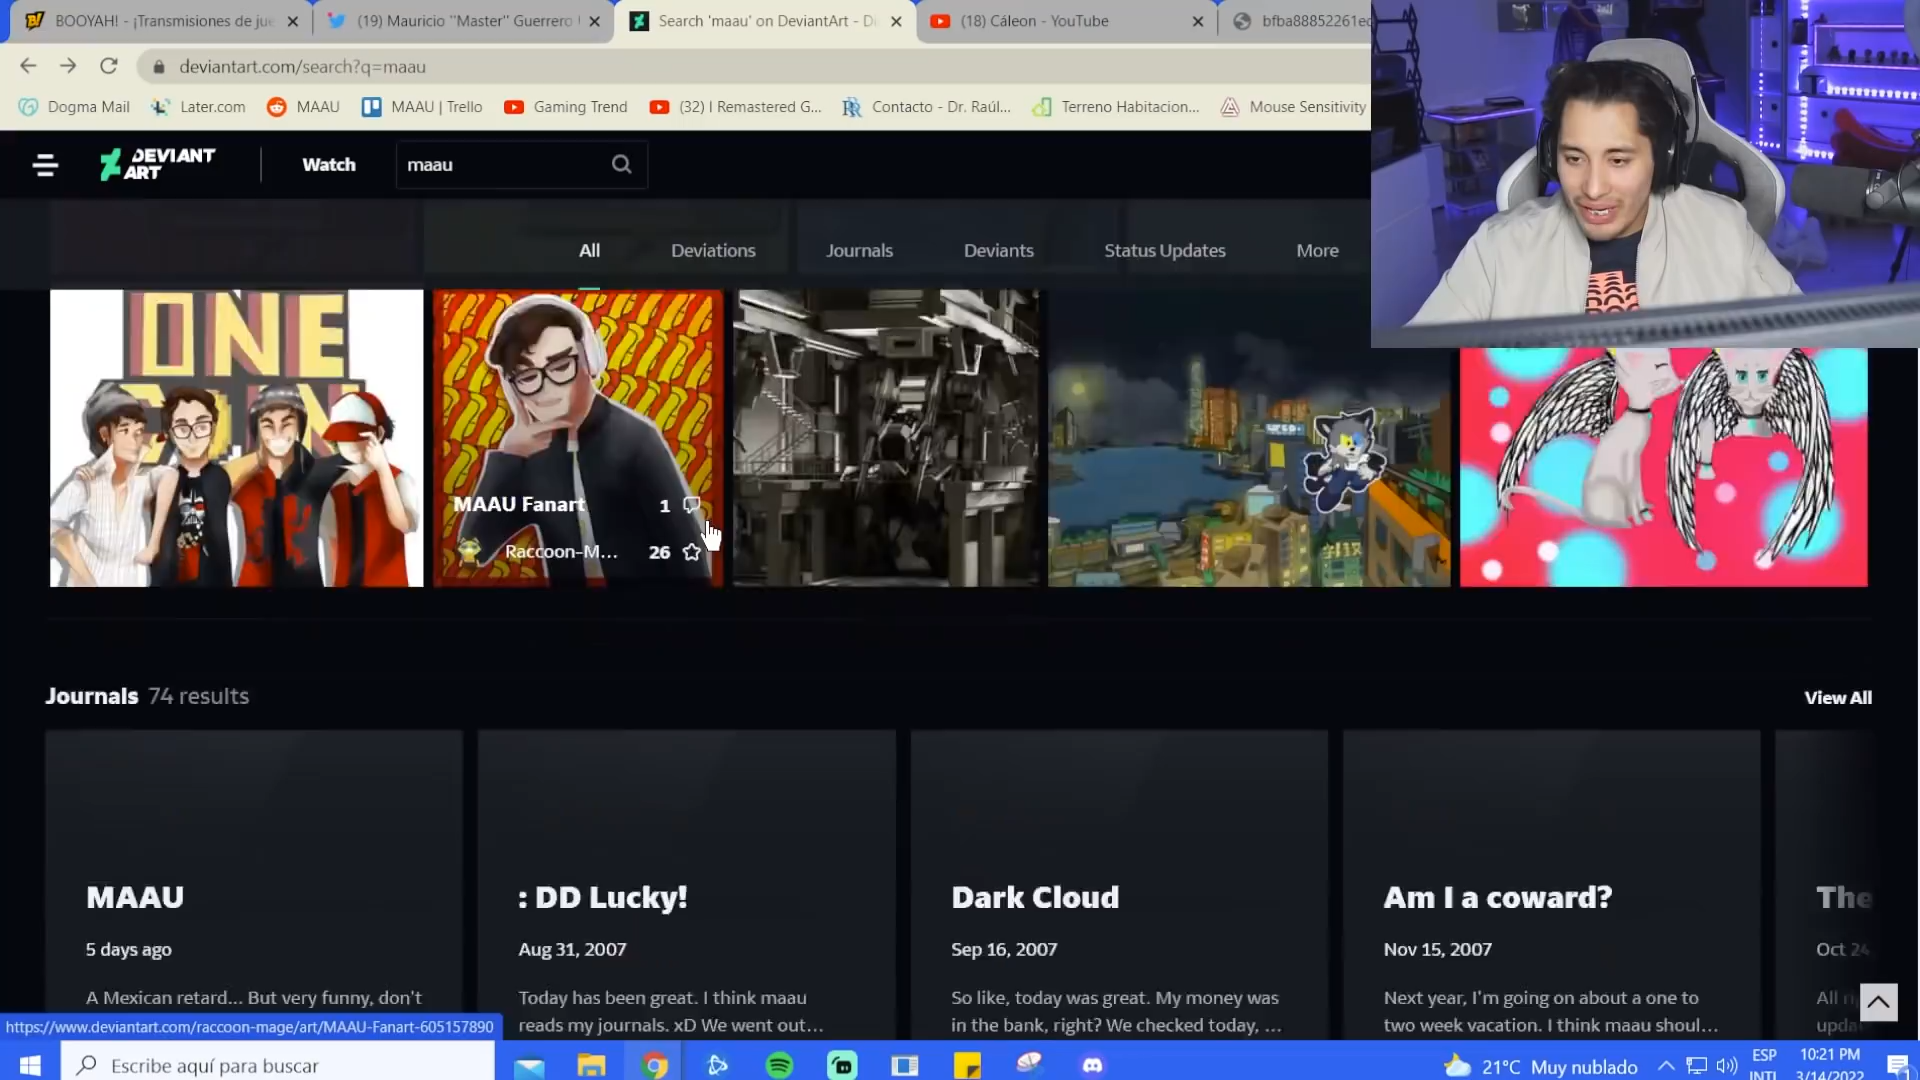 BOOYAH! - ¡Transmisiones de jue
(19) Mauricio "Master" Guerrero
Search 'maau' on DeviantArt - D
(18) Cáleon - YouTube
bfba88852261e
deviantart.com/search?q=maau
Dogma Mail
Later.com
MAAU
MAAU | Trello
Gaming Trend
(32) I Remastered G...
Contacto - Dr. Raúl...
Terreno Habitacion...
Mouse Sensitivity
DEVIANT
ART
Watch
maau
All
Deviations
Journals
Deviants
Status Updates
More
ONE
MAAU Fanart
1
Raccoon-M...
26
Journals 74 results
View All
MAAU
5 days ago
A Mexican retard... But very funny, don't
: DD Lucky!
Aug 31, 2007
Today has been great. I think maau
reads my journals. xD We went out...
Dark Cloud
Sep 16, 2007
So like, today was great. My money was
in the bank, right? We checked today, ...
Am I a coward?
Nov 15, 2007
Next year, I'm going on about a one to
two week vacation. I think maau shoul...
The
Oct 24
https://www.deviantart.com/raccoon-mage/art/MAAU-Fanart-605157890
Escribe aquí para buscar
21°C Muy nublado
ESP
INTL
10:21 PM
3/14/2022